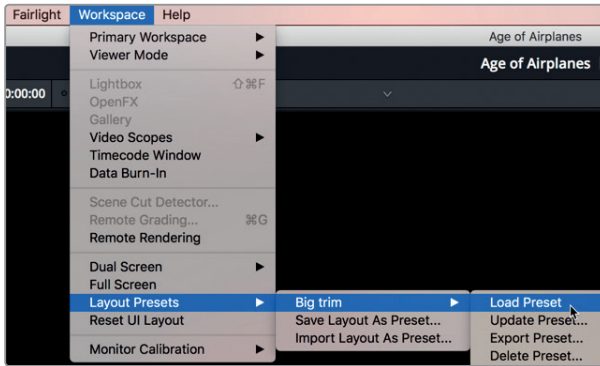 Fairlight Workspace Help
Primary Workspace
Age of Airplanes
Viewer Mode
Age of Airplanes
Lightbox ⇧⌘F
0:00:00
OpenFX
Gallery
Video Scopes
Timecode Window
Data Burn-In
Scene Cut Detector...
Remote Grading... ⌘G
Remote Rendering
Dual Screen
Full Screen
Layout Presets
Big trim
Load Preset
Reset UI Layout
Save Layout As Preset...
Update Preset...
Import Layout As Preset...
Export Preset...
Monitor Calibration
Delete Preset...